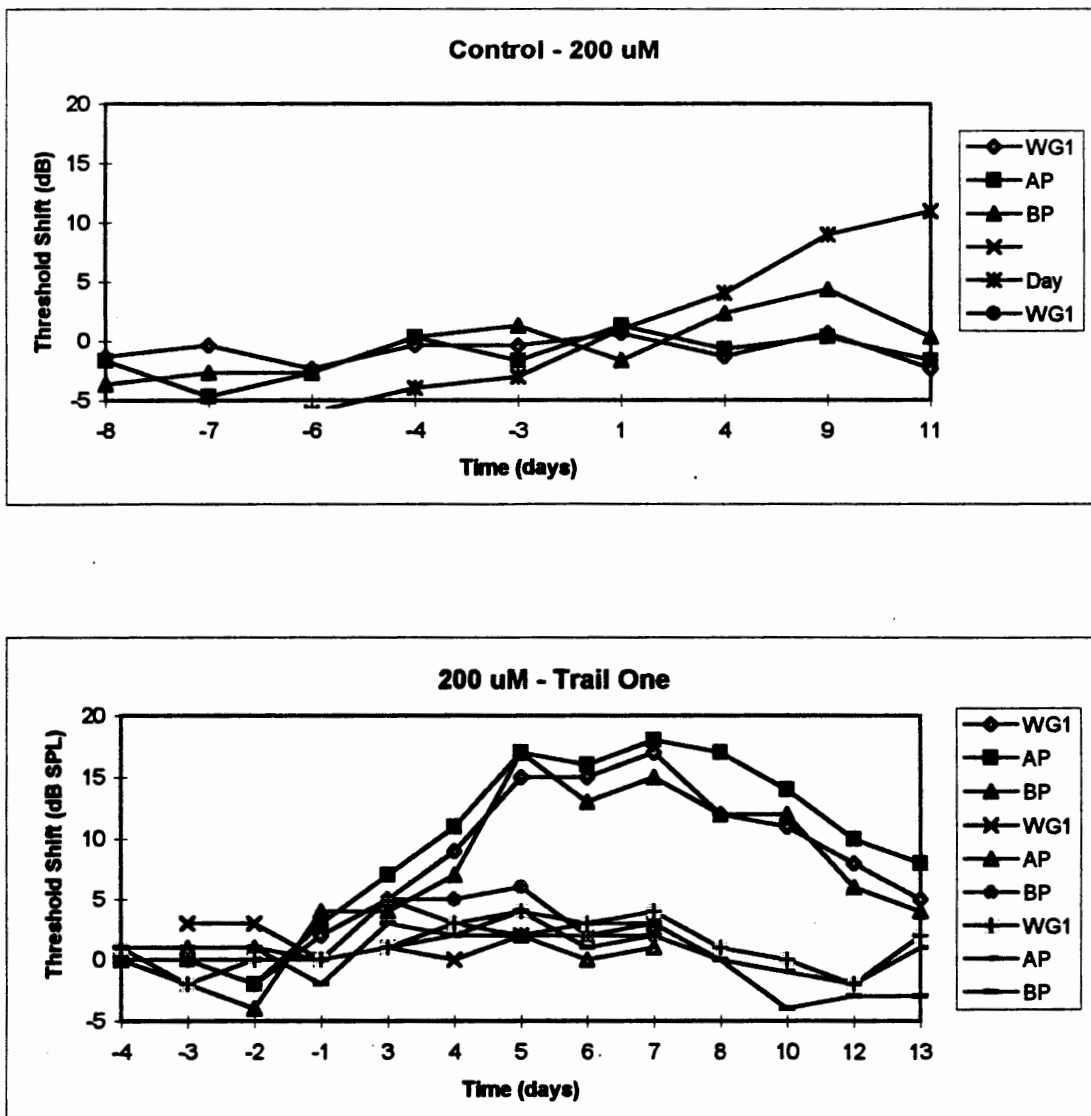 Control - 200 uM
Threshold Shift (dB)
20
15
10
5
0
-5
-8 -7 -6 -4 -3 1 4 9 11
Time (days)
WG1
AP
BP
Day
WG1
200 uM - Trail One
Threshold Shift (dB SPL)
20
15
10
5
0
-5
-4 -3 -2 -1 3 4 5 6 7 8 10 12 13
Time (days)
WG1
AP
BP
WG1
AP
BP
WG1
AP
BP